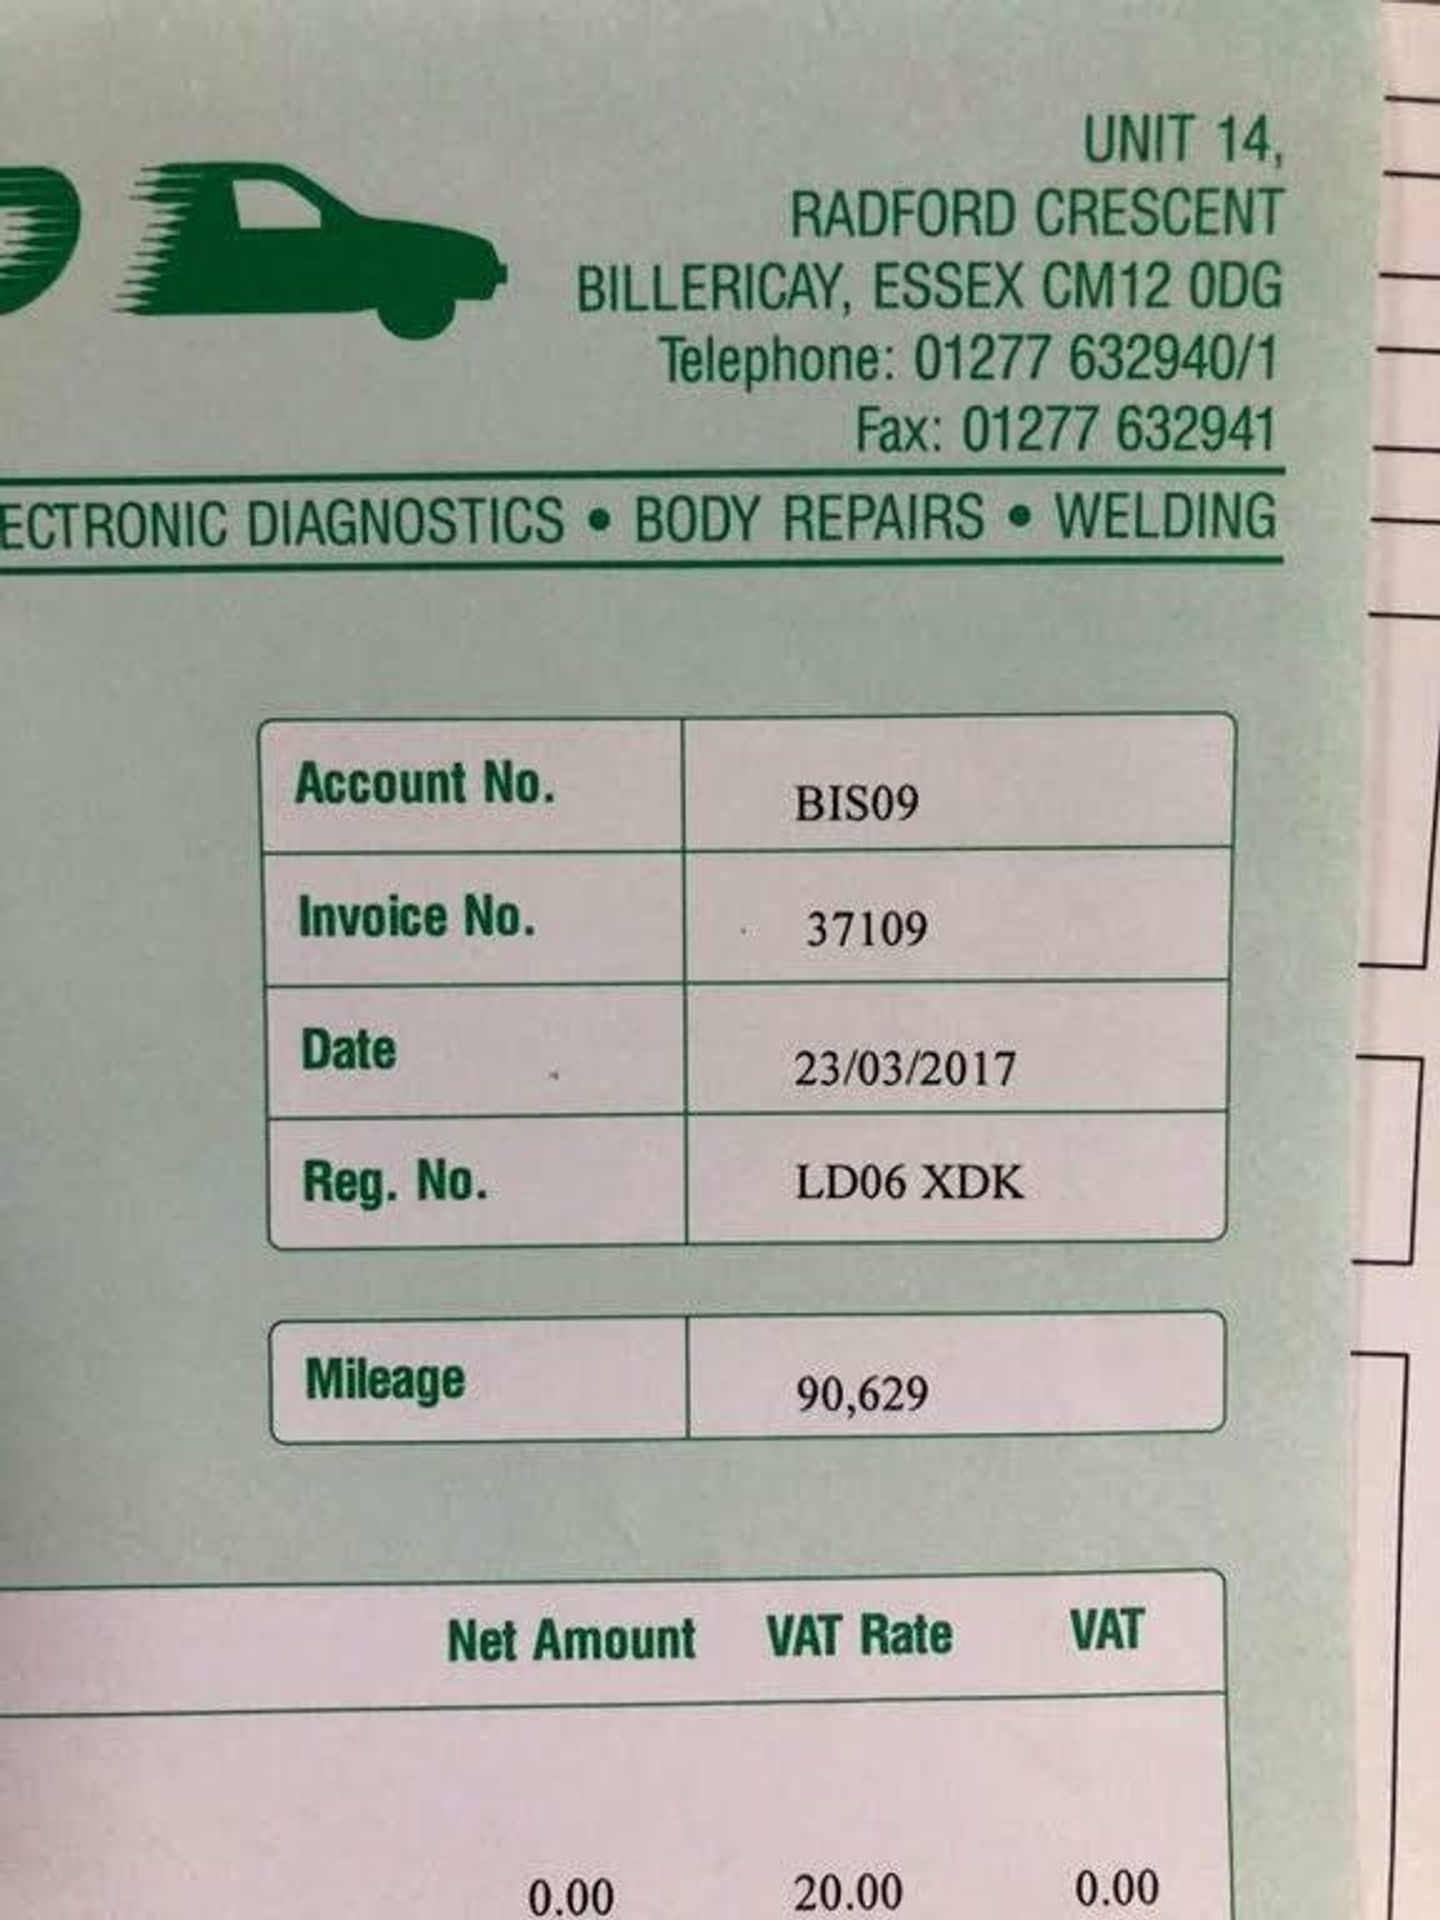 UNIT 14,
RADFORD CRESCENT
BILLERICAY, ESSEX CM12 0DG
Telephone: 01277 632940/1
Fax: 01277 632941
ECTRONIC DIAGNOSTICS • BODY REPAIRS • WELDING
Account No. BIS09
Invoice No. 37109
Date 23/03/2017
Reg. No. LD06 XDK
Mileage 90,629
Net Amount VAT Rate VAT
0.00 20.00 0.00